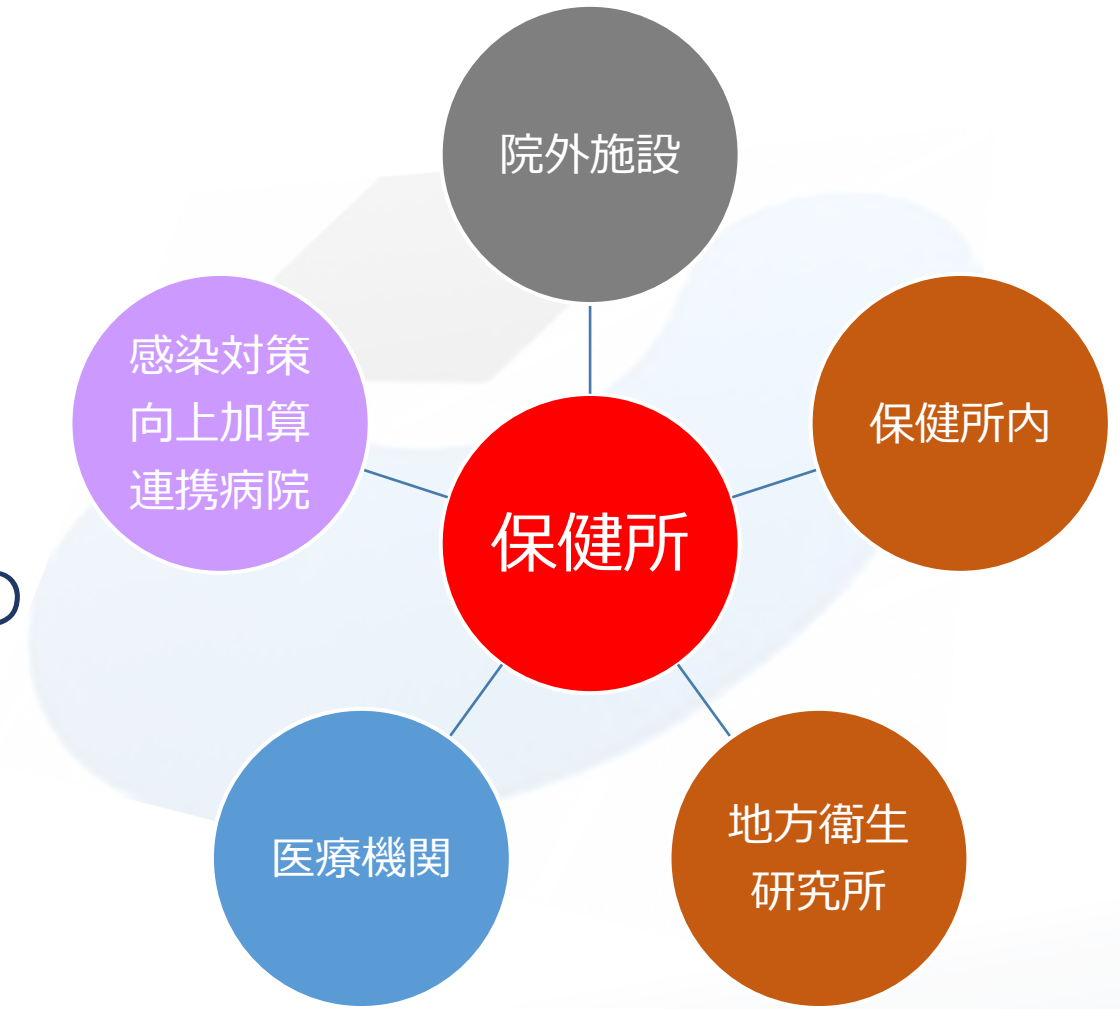 院外施設
感染対策
向上加算
連携病院
保健所内
保健所
医療機関
地方衛生
研究所